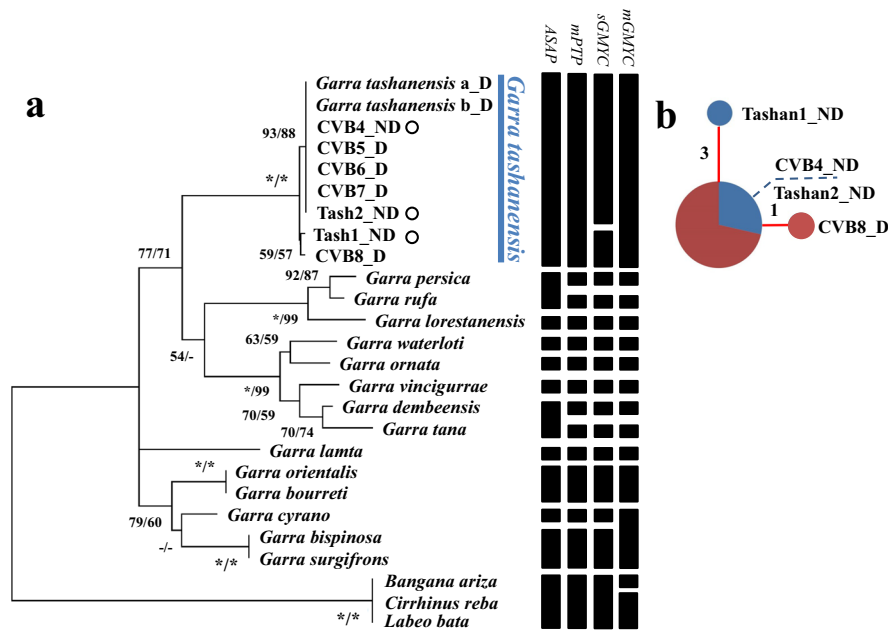 ASAP
mPTP
sGMYC
mGMYC
a
Garra tashanensis a_D
Garra tashanensis b_D
93/88
CVB4_ND
CVB5_D
CVB6_D
CVB7_D
*/*
Tash2_ND
Tash1_ND
59/57
CVB8_D
Garra tashanensis
b
Tashan1_ND
3
CVB4_ND
Tashan2_ND
1
CVB8_D
77/71
92/87
Garra persica
Garra rufa
*/99
Garra lorestanensis
63/59
Garra waterloti
54/-
Garra ornata
*/99
Garra vincigurrae
70/59
Garra dembeensis
70/74
Garra tana
Garra lamta
*/*
Garra orientalis
Garra bourreti
79/60
Garra cyrano
-/-
Garra bispinosa
*/*
Garra surgifrons
Bangana ariza
Cirrhinus reba
*/*
Labeo bata